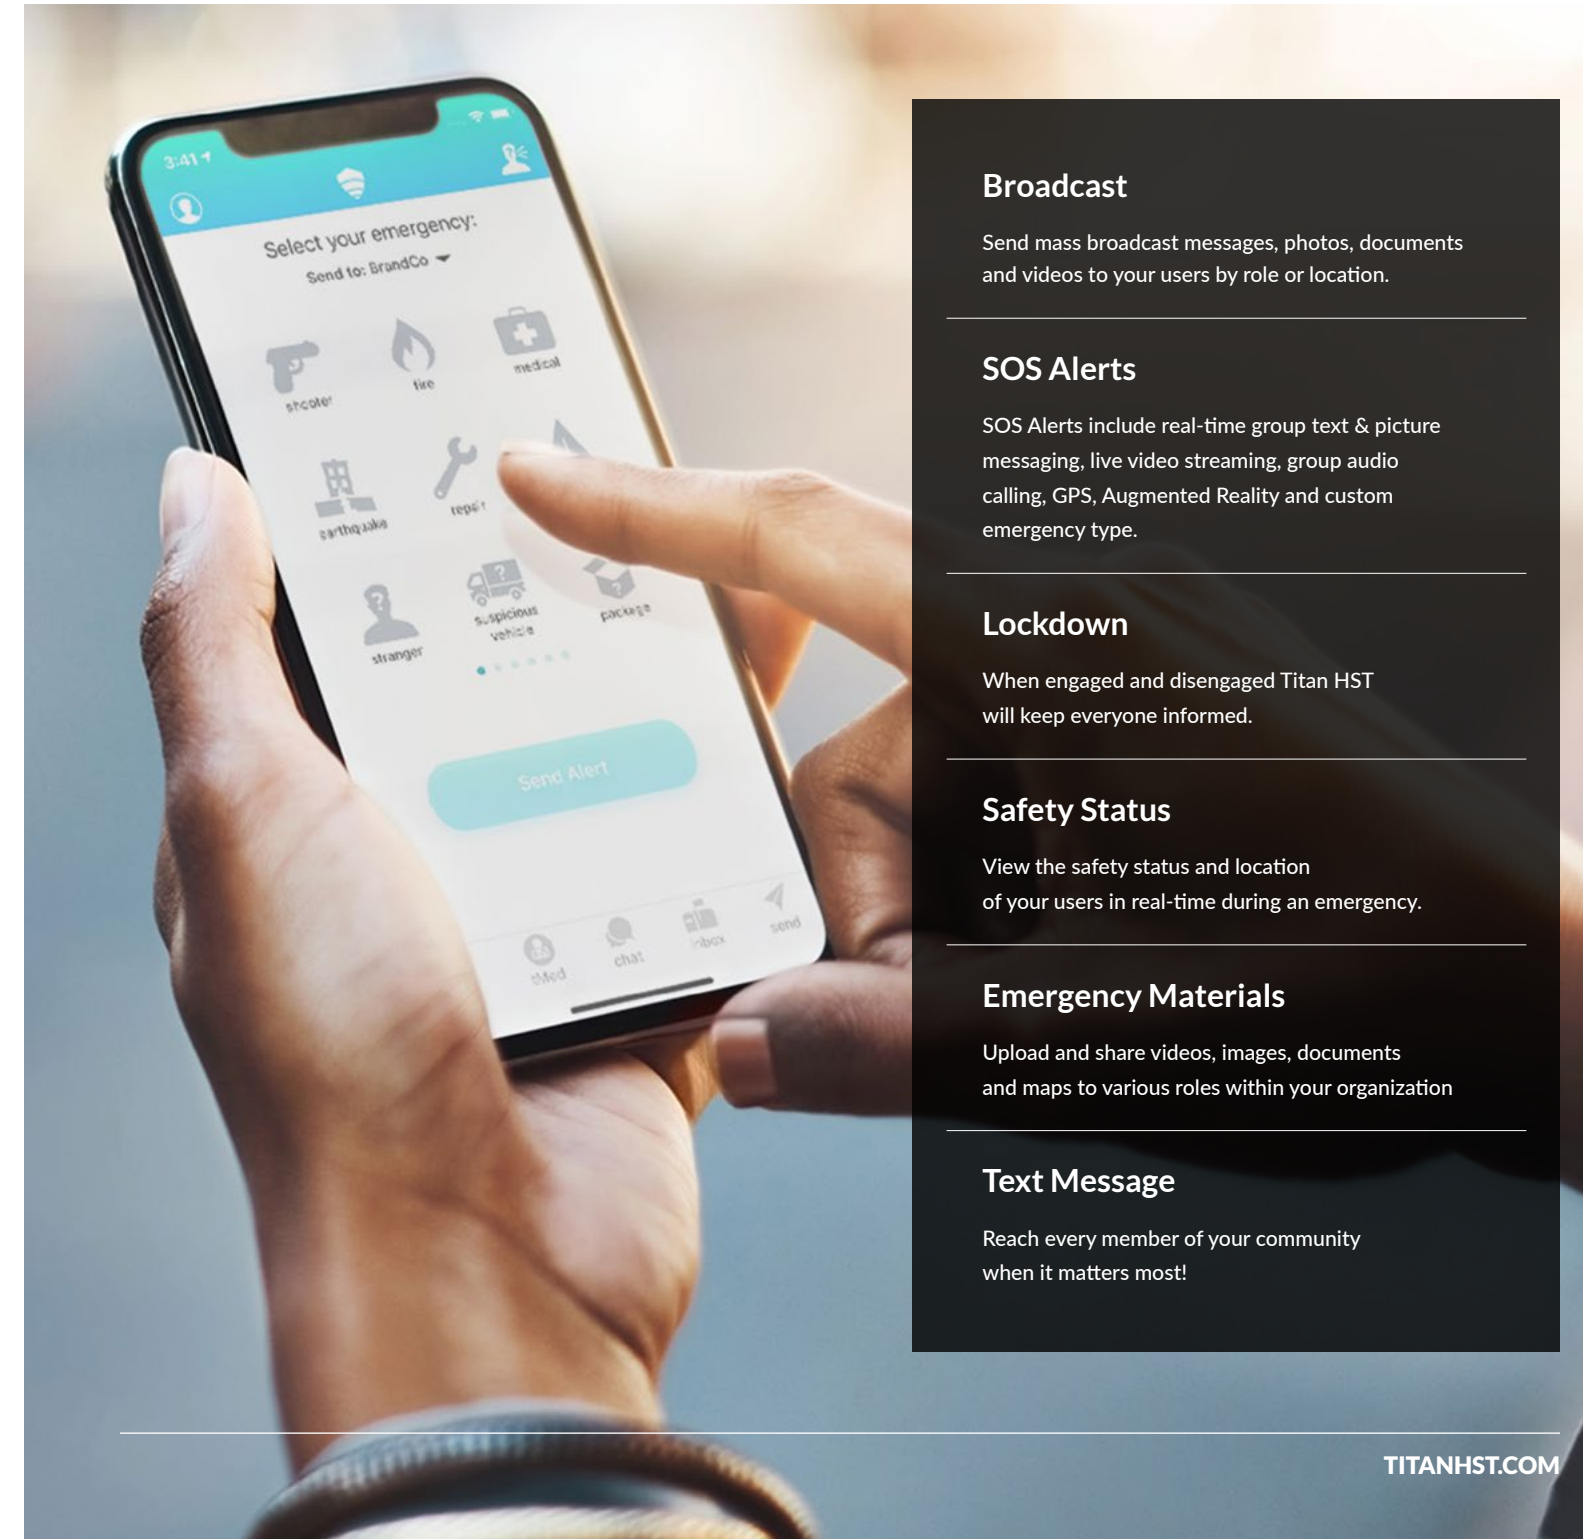 3:41
Select your emergency:
Send to: BrandCo
shooter
fire
medical
earthquake
repair
stranger
suspicious
vehicle
package
Send Alert
tMed
chat
inbox
send
Broadcast
Send mass broadcast messages, photos, documents
and videos to your users by role or location.
SOS Alerts
SOS Alerts include real-time group text & picture
messaging, live video streaming, group audio
calling, GPS, Augmented Reality and custom
emergency type.
Lockdown
When engaged and disengaged Titan HST
will keep everyone informed.
Safety Status
View the safety status and location
of your users in real-time during an emergency.
Emergency Materials
Upload and share videos, images, documents
and maps to various roles within your organization
Text Message
Reach every member of your community
when it matters most!
TITANHST.COM